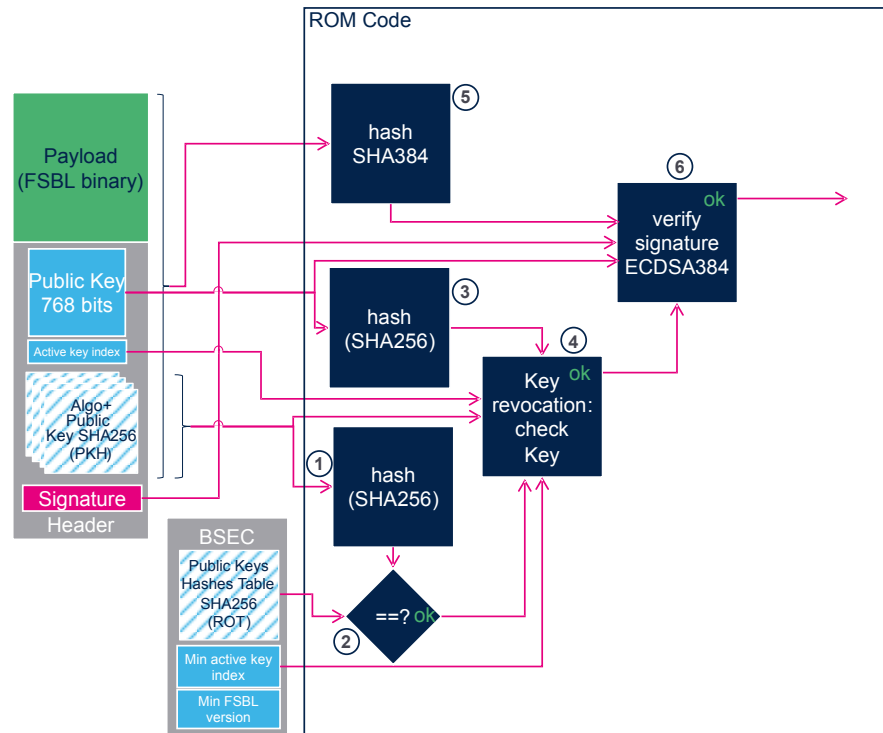 ROM Code
Payload
(FSBL binary)
Public Key
768 bits
Active key index
Algo+
Public
Key SHA256
(PKH)
Signature
Header
BSEC
Public Keys
Hashes Table
SHA256
(ROT)
Min active key
index
Min FSBL
version
5
hash
SHA384
3
hash
(SHA256)
1
hash
(SHA256)
2
==? ok
4
ok
Key
revocation:
check
Key
6
ok
verify
signature
ECDSA384